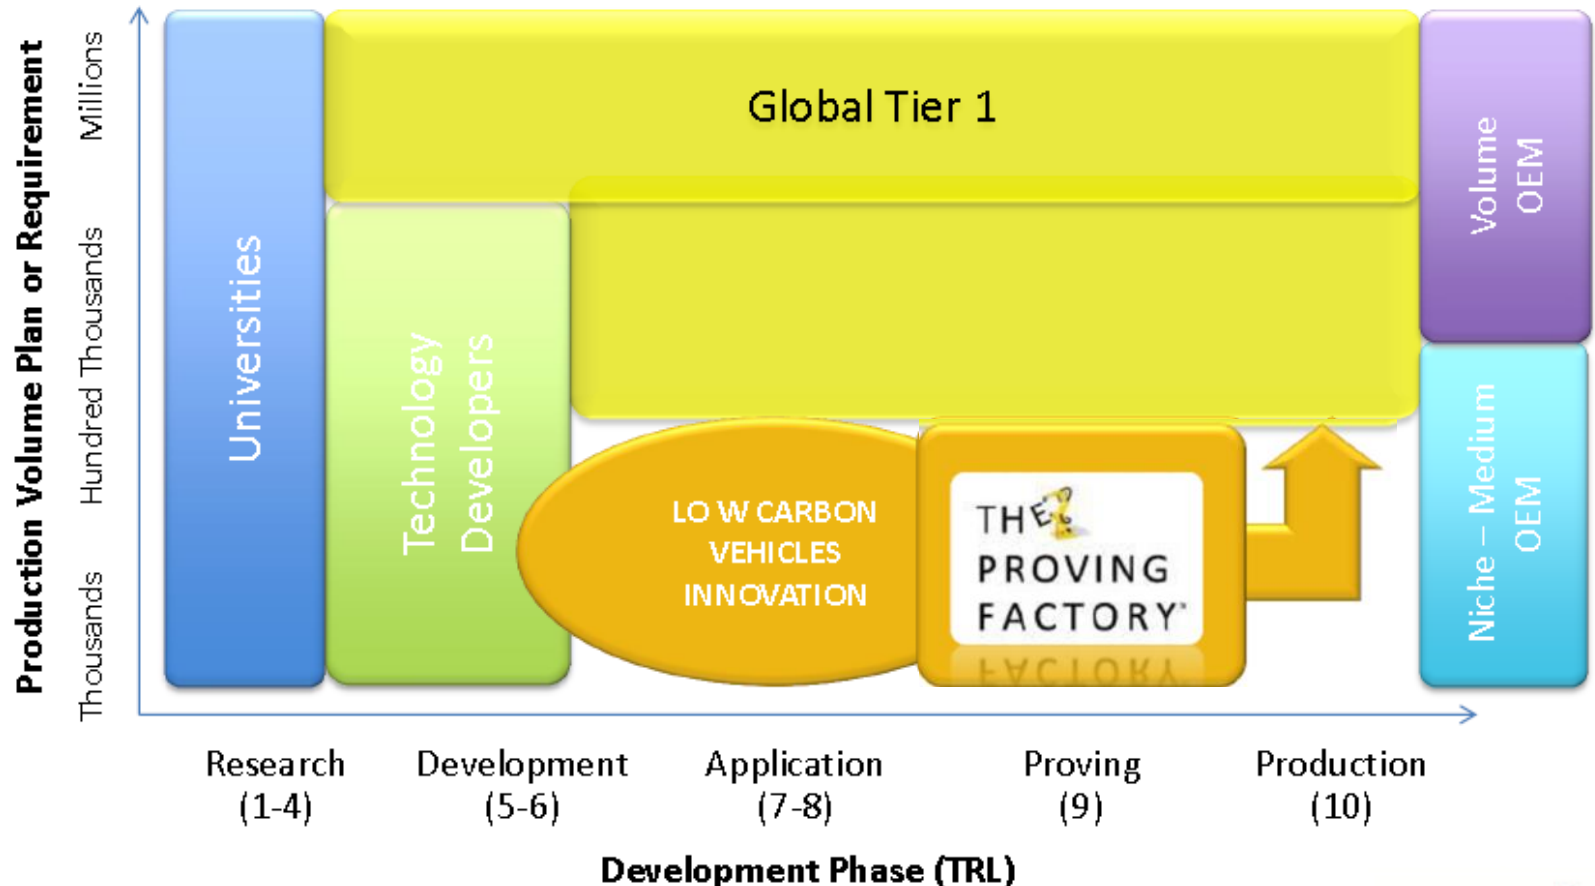 Production Volume Plan or Requirement
Millions
Hundred Thousands
Thousands
Universities
Technology
Developers
Global Tier 1
LOW CARBON
VEHICLES
INNOVATION
THE
PROVING
FACTORY™
FACTORY
Volume
OEM
Niche – Medium
OEM
Research
(1-4)
Development
(5-6)
Application
(7-8)
Proving
(9)
Production
(10)
Development Phase (TRL)